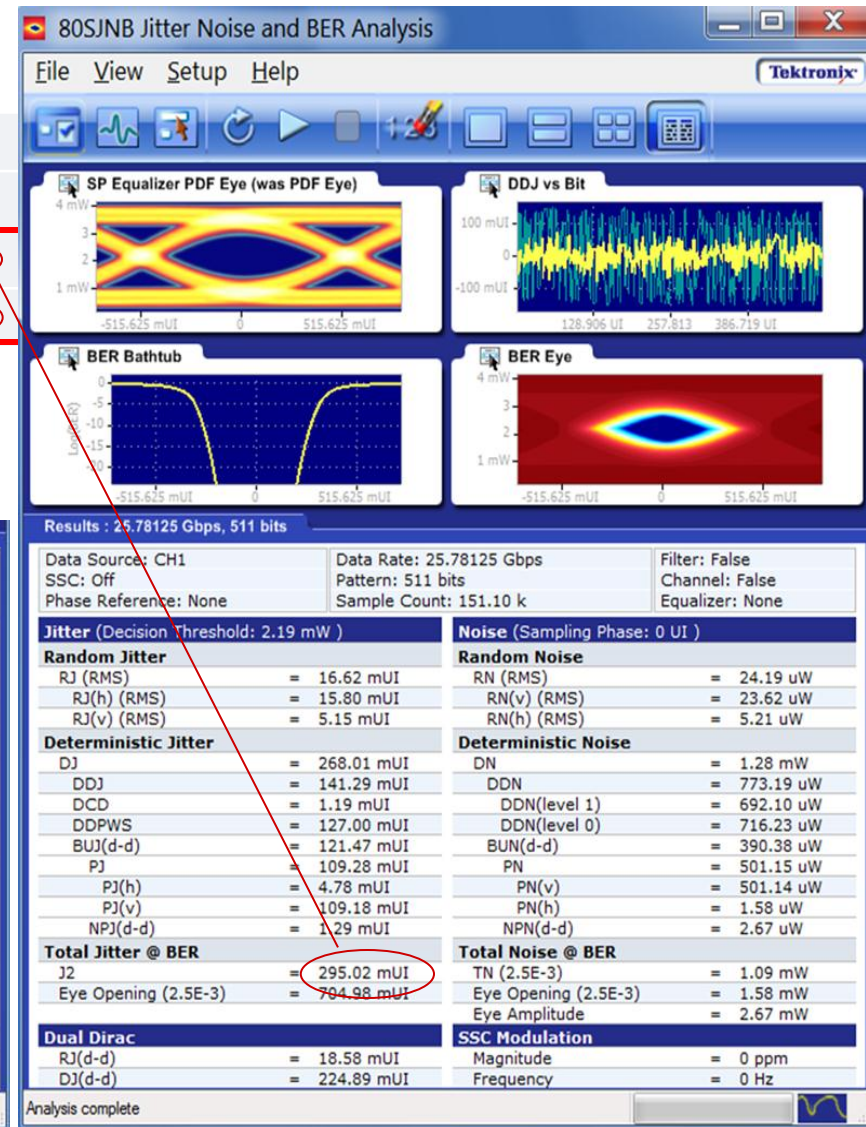 80SJNB Jitter Noise and BER Analysis
File View Setup Help
Tektronix
SP Equalizer PDF Eye (was PDF Eye)
4 mW
3
2
1 mW
-515.625 mUI 0 515.625 mUI
DDJ vs Bit
100 mUI
0
-100 mUI
128.906 UI 257.813 386.719 UI
BER Bathtub
Log(BER)
0
-5
-10
-15
-20
-515.625 mUI 0 515.625 mUI
BER Eye
4 mW
3
2
1 mW
-515.625 mUI 0 515.625 mUI
Results : 25.78125 Gbps, 511 bits
Data Source: CH1 Data Rate: 25.78125 Gbps Filter: False
SSC: Off Pattern: 511 bits Channel: False
Phase Reference: None Sample Count: 151.10 k Equalizer: None
Jitter (Decision Threshold: 2.19 mW )
Random Jitter
RJ (RMS) = 16.62 mUI
RJ(h) (RMS) = 15.80 mUI
RJ(v) (RMS) = 5.15 mUI
Deterministic Jitter
DJ = 268.01 mUI
DDJ = 141.29 mUI
DCD = 1.19 mUI
DDPWS = 127.00 mUI
BUJ(d-d) = 121.47 mUI
PJ = 109.28 mUI
PJ(h) = 4.78 mUI
PJ(v) = 109.18 mUI
NPJ(d-d) = 1.29 mUI
Total Jitter @ BER
J2 = 295.02 mUI
Eye Opening (2.5E-3) = 704.98 mUI
Dual Dirac
RJ(d-d) = 18.58 mUI
DJ(d-d) = 224.89 mUI
Noise (Sampling Phase: 0 UI )
Random Noise
RN (RMS) = 24.19 uW
RN(v) (RMS) = 23.62 uW
RN(h) (RMS) = 5.21 uW
Deterministic Noise
DN = 1.28 mW
DDN = 773.19 uW
DDN(level 1) = 692.10 uW
DDN(level 0) = 716.23 uW
BUN(d-d) = 390.38 uW
PN = 501.15 uW
PN(v) = 501.14 uW
PN(h) = 1.58 uW
NPN(d-d) = 2.67 uW
Total Noise @ BER
TN (2.5E-3) = 1.09 mW
Eye Opening (2.5E-3) = 1.58 mW
Eye Amplitude = 2.67 mW
SSC Modulation
Magnitude = 0 ppm
Frequency = 0 Hz
Analysis complete